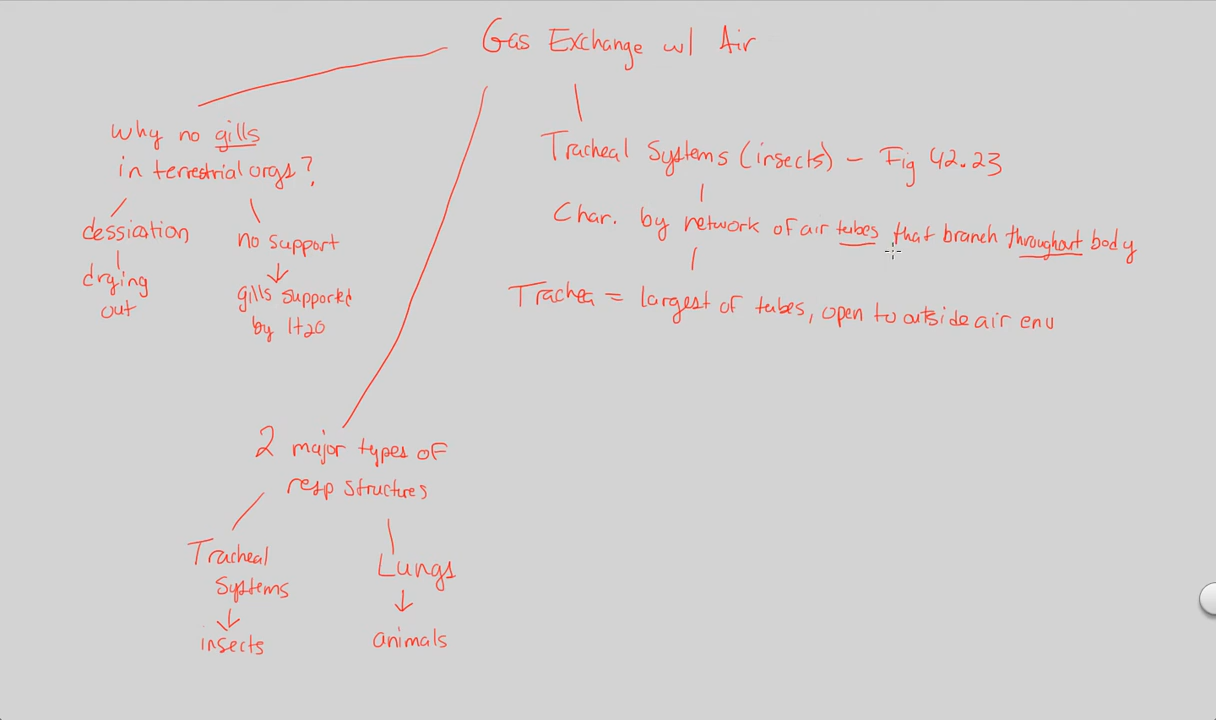 Gas Exchange w/ Air
Why no gills
in terrestrial orgs?
dessication
drying
out
no support
gills supported
by H20
2 major types of
resp structures
Tracheal
Systems
insects
Lungs
animals
Tracheal Systems (insects) - Fig 42.23
Char. by network of air tubes that branch throughout body
Trachea = largest of tubes, open to outside air env